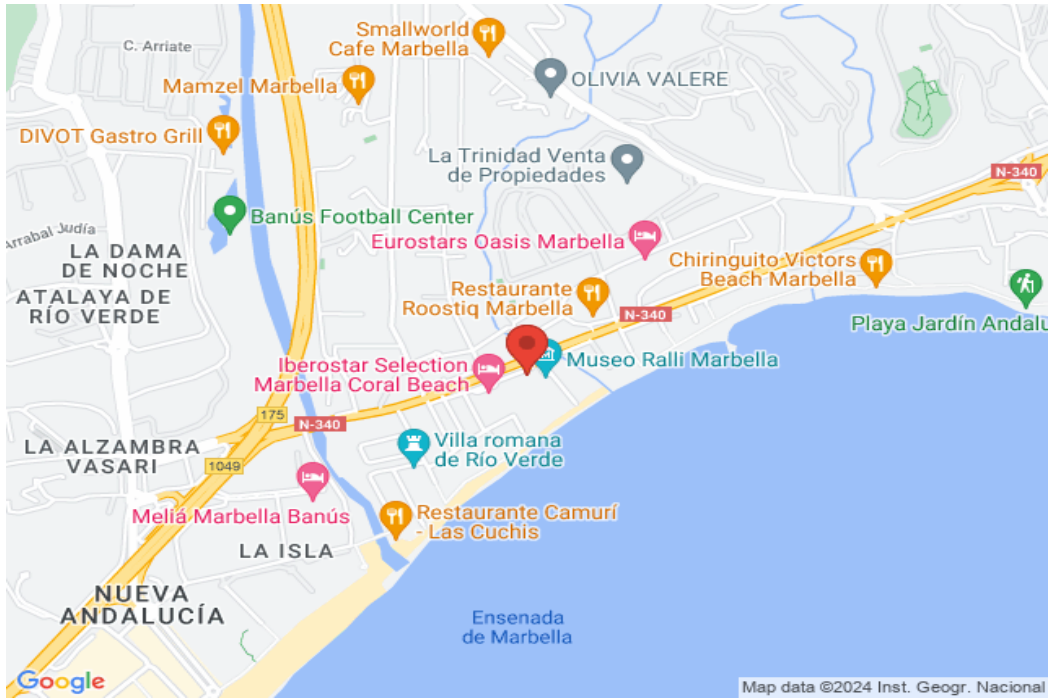 Smallworld
Cafe Marbella
C. Arriate
OLIVIA VALERE
Mamzel Marbella
DIVOT Gastro Grill
La Trinidad Venta
de Propiedades
N-340
Banús Football Center
Arrabal Judía
Eurostars Oasis Marbella
LA DAMA
DE NOCHE
Chiringuito Victors
Beach Marbella
ATALAYA DE
RÍO VERDE
Restaurante
Roostiq Marbella
N-340
Playa Jardín Andalu
Iberostar Selection
Marbella Coral Beach
Museo Ralli Marbella
175
N-340
LA ALZAMBRA
VASARI
1049
Villa romana
de Río Verde
Meliá Marbella Banús
Restaurante Camurí
- Las Cuchis
LA ISLA
NUEVA
ANDALUCÍA
Ensenada
de Marbella
Google
Map data ©2024 Inst. Geogr. Nacional